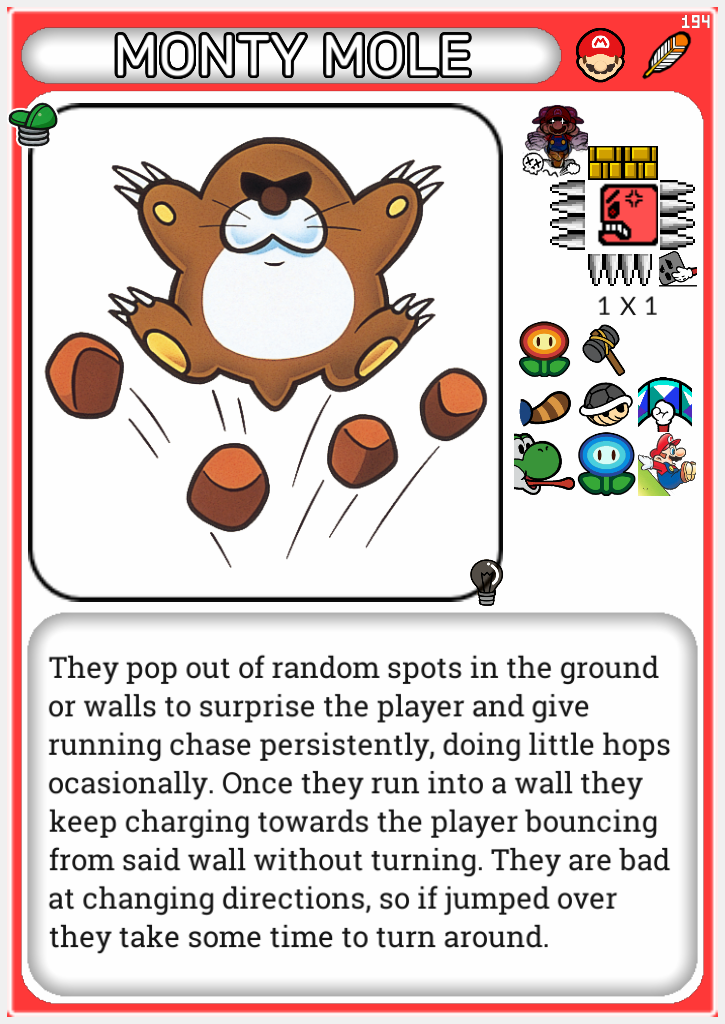 194
MONTY MOLE
1 X 1
They pop out of random spots in the ground
or walls to surprise the player and give
running chase persistently, doing little hops
ocasionally. Once they run into a wall they
keep charging towards the player bouncing
from said wall without turning. They are bad
at changing directions, so if jumped over
they take some time to turn around.